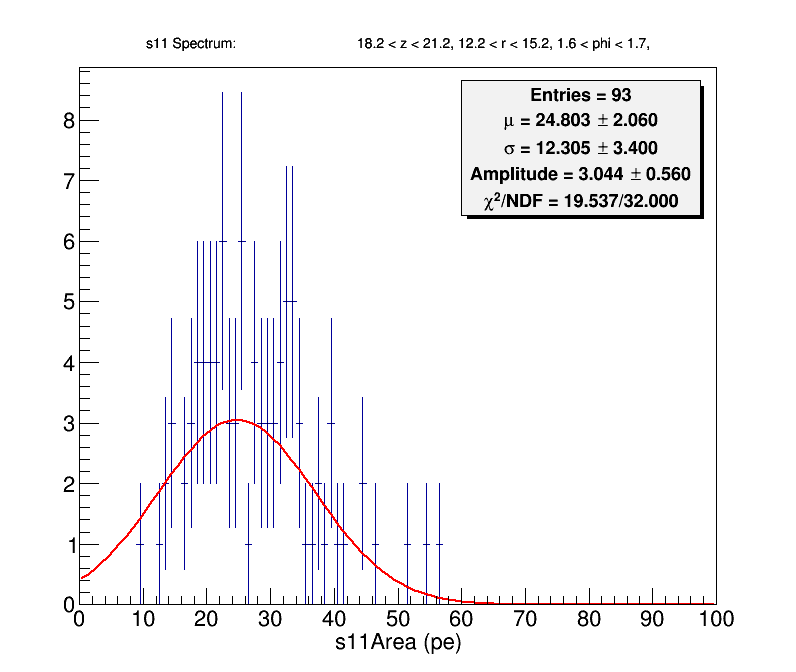 s11 Spectrum: 18.2 < z < 21.2, 12.2 < r < 15.2, 1.6 < phi < 1.7,
Entries = 93
μ = 24.803 ± 2.060
σ = 12.305 ± 3.400
Amplitude = 3.044 ± 0.560
χ²/NDF = 19.537/32.000
8
7
6
5
4
3
2
1
0
0 10 20 30 40 50 60 70 80 90 100
s11Area (pe)